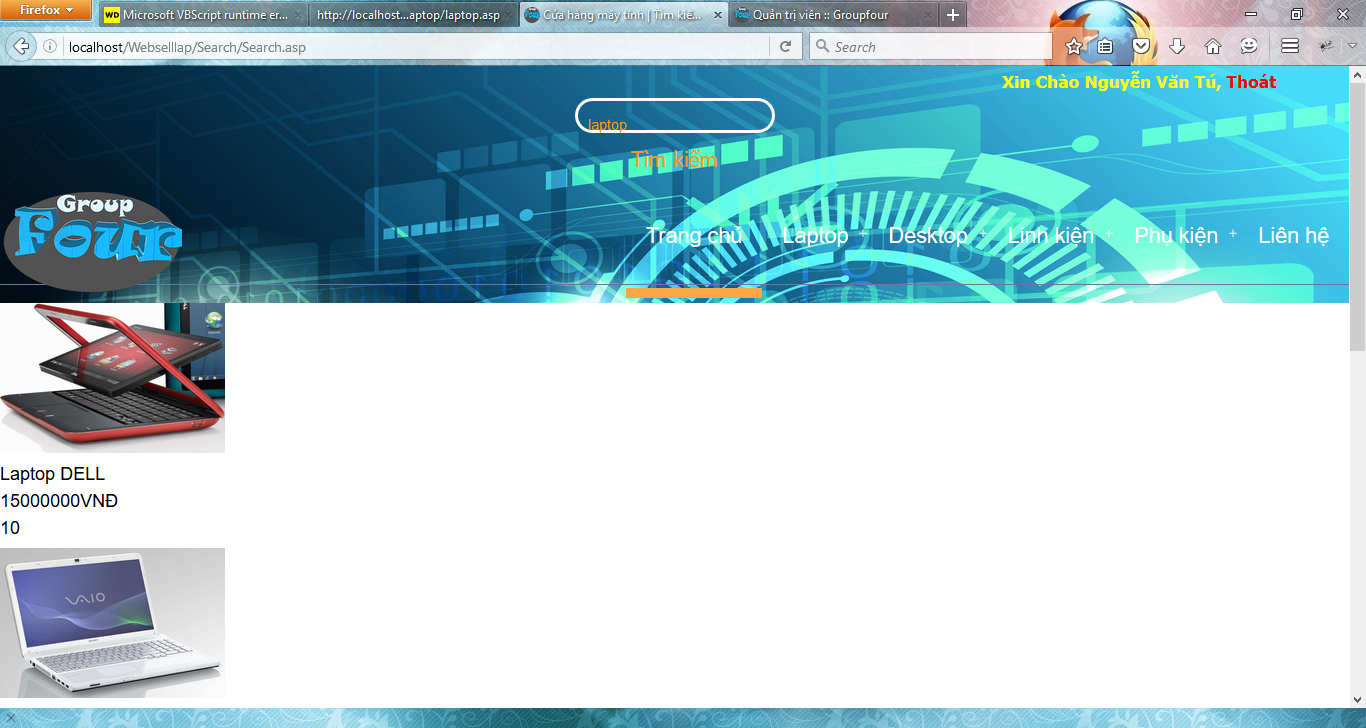 Firefox
Microsoft VBScript runtime er...
http://localhost...aptop/laptop.asp
Cửa hàng máy tính | Tìm kiế...
Quản trị viên :: Groupfour
localhost/Webselllap/Search/Search.asp
Search
Xin Chào Nguyễn Văn Tú, Thoát
laptop
Tìm kiếm
Group
Four
Trang chủ
Laptop +
Desktop +
Linh kiện +
Phụ kiện +
Liên hệ
Laptop DELL
15000000VNĐ
10
VAIO